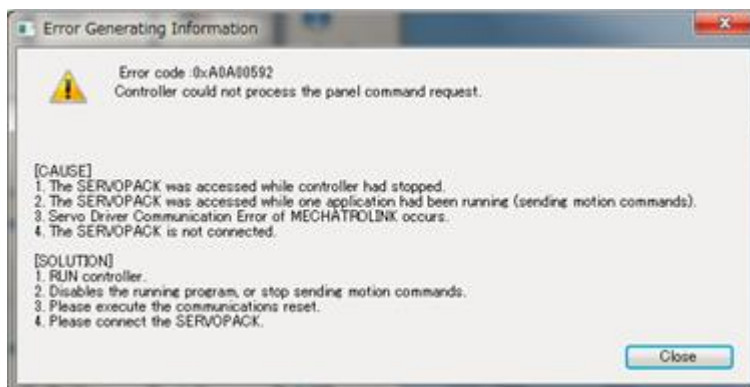 Error Generating Information
Error code :0xA0A00592
Controller could not process the panel command request.
[CAUSE]
1. The SERVOPACK was accessed while controller had stopped.
2. The SERVOPACK was accessed while one application had been running (sending motion commands).
3. Servo Driver Communication Error of MECHATROLINK occurs.
4. The SERVOPACK is not connected.
[SOLUTION]
1. RUN controller.
2. Disables the running program, or stop sending motion commands.
3. Please execute the communications reset.
4. Please connect the SERVOPACK.
Close